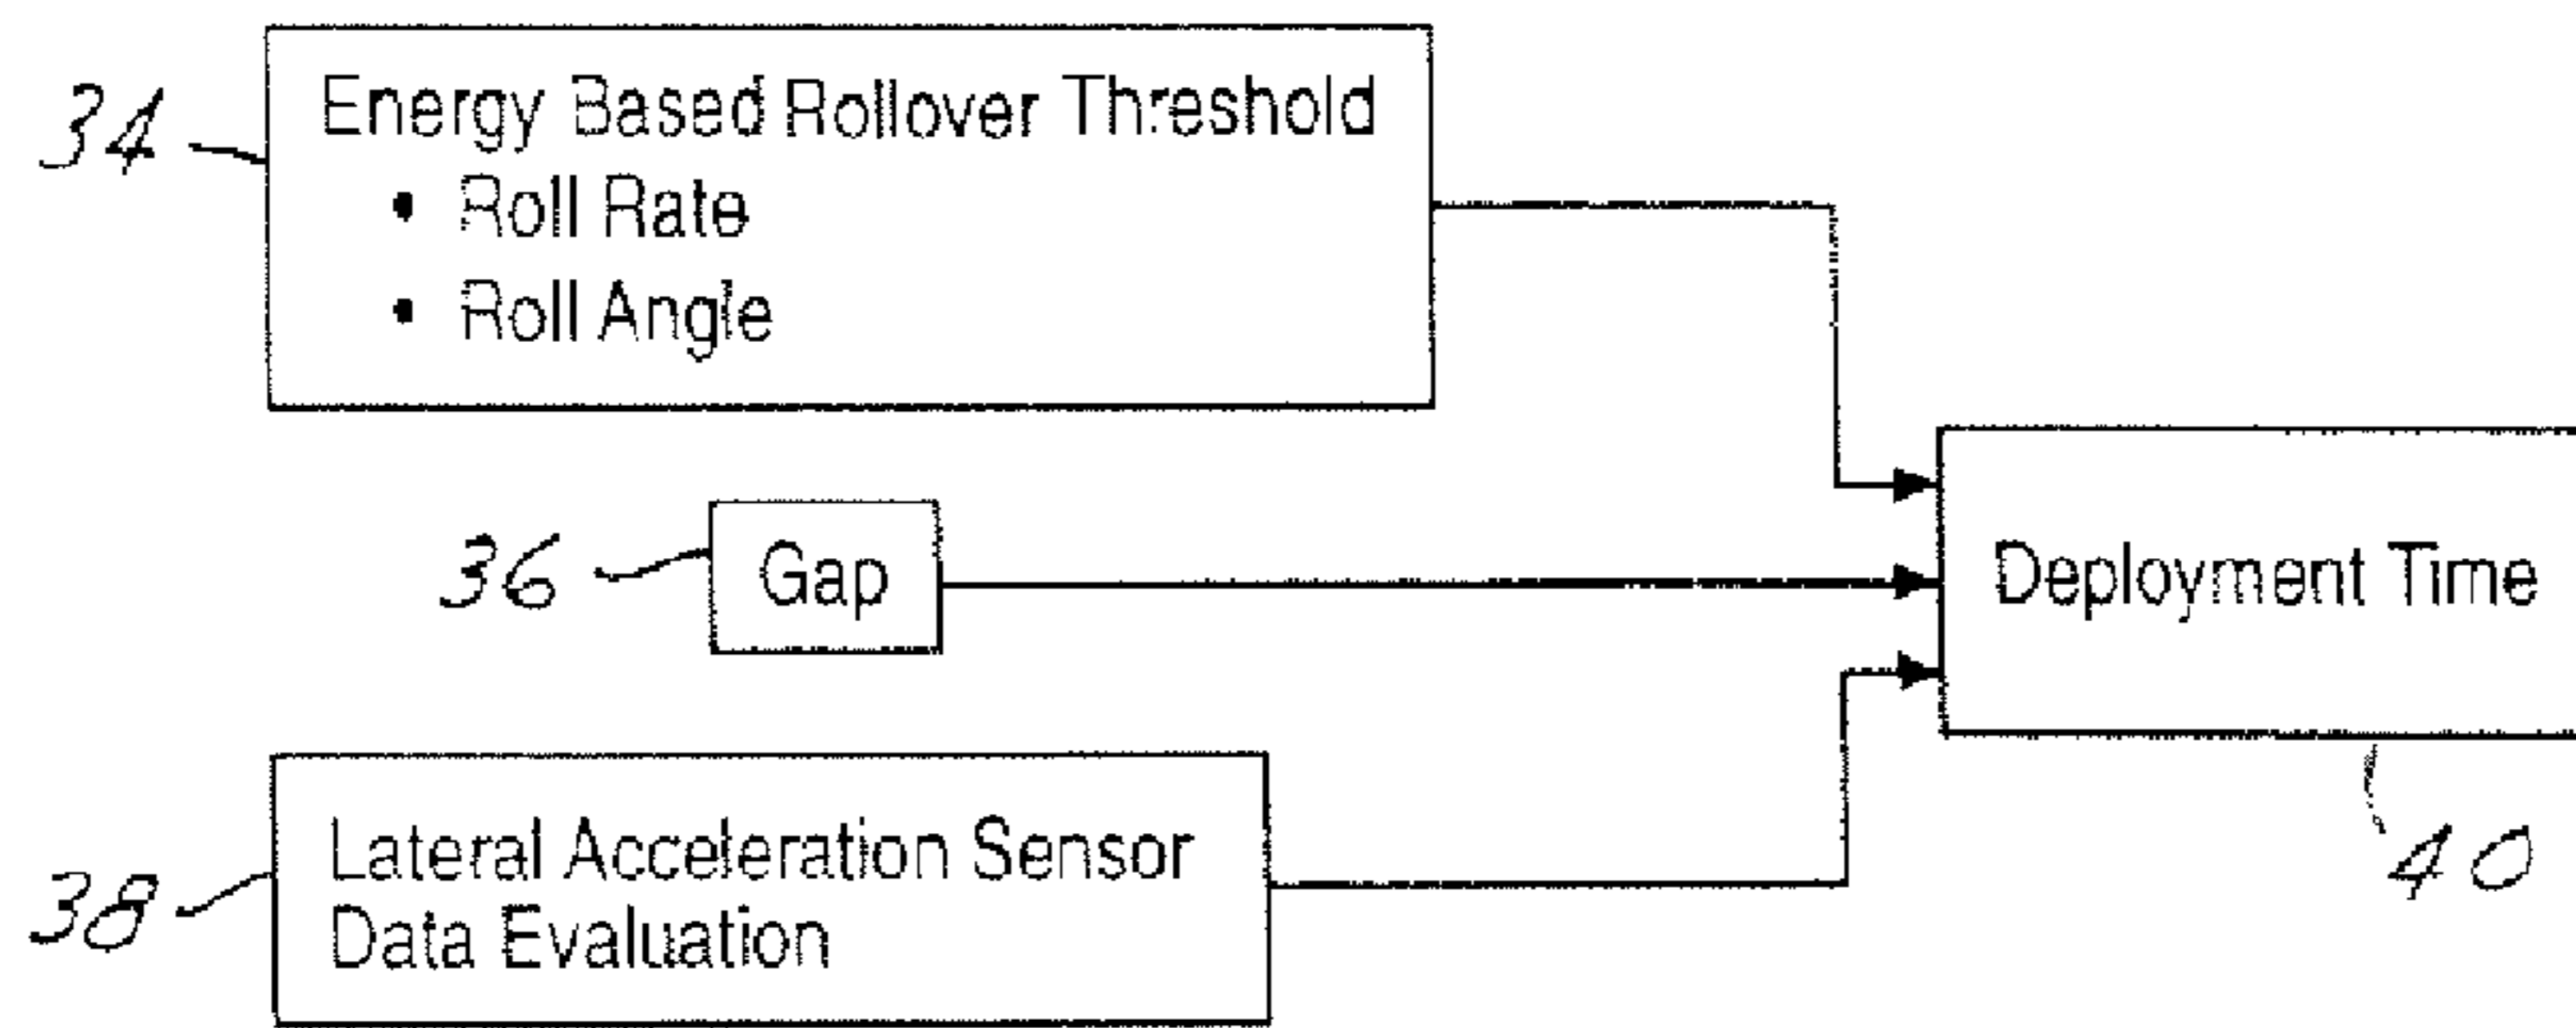 34
Energy Based Rollover Threshold
• Roll Rate
• Roll Angle
36
Gap
Deployment Time
38
Lateral Acceleration Sensor
Data Evaluation
40